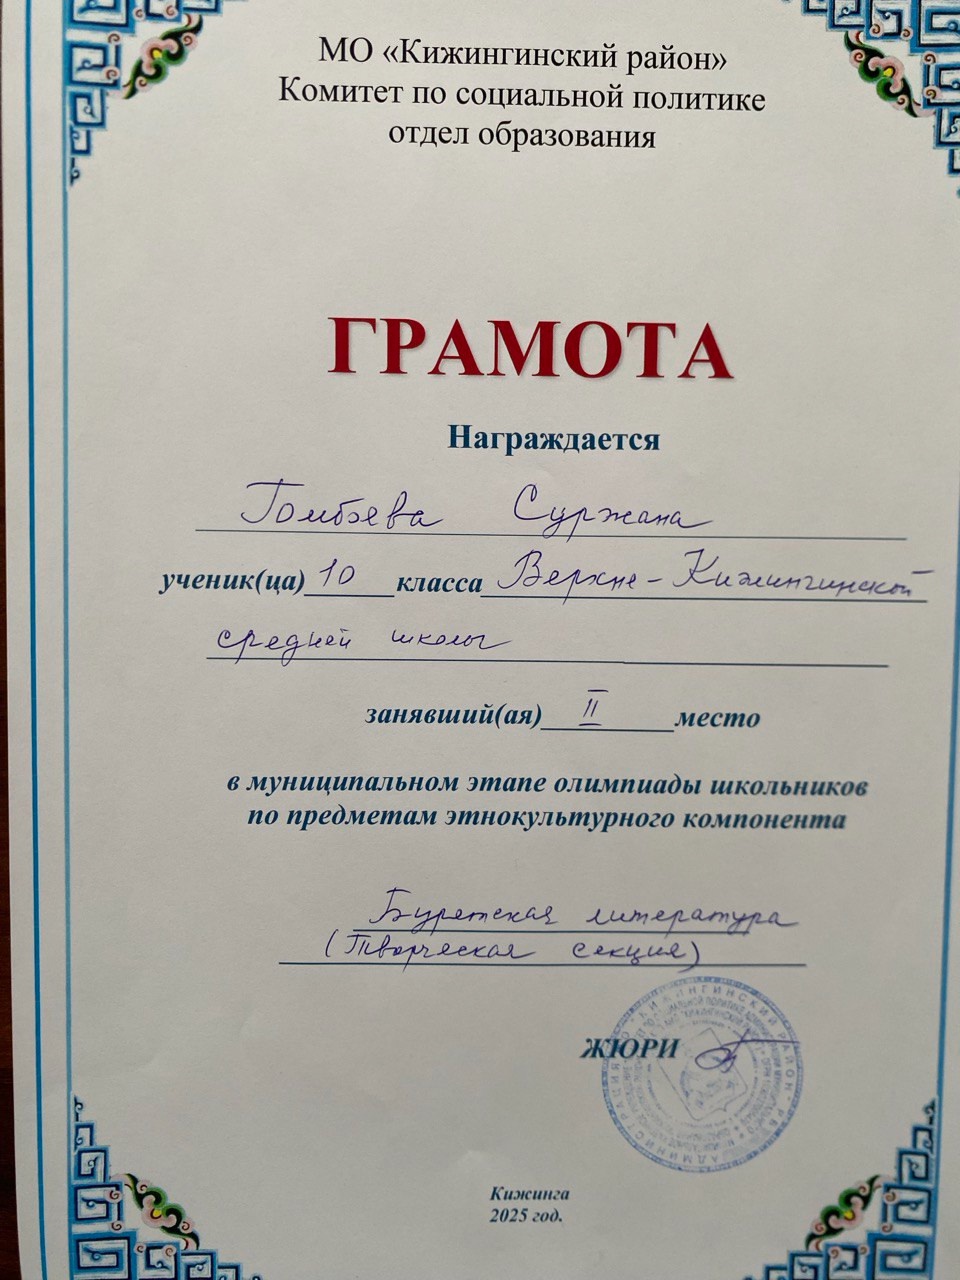 МО «Кижингинский район»
Комитет по социальной политике
отдел образования
ГРАМОТА
Награждается
Гомбоева Суржана
ученик(ца) 10 класса Верхне-Кижингинской
средней школы
занявший(ая) II место
в муниципальном этапе олимпиады школьников
по предметам этнокультурного компонента
Бурятская литература
(Творческая секция)
ЖЮРИ
Кижинга
2025 год.